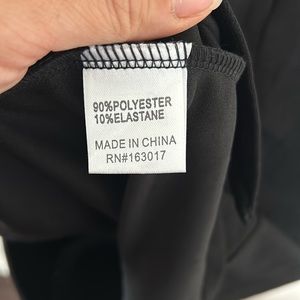 90%POLYESTER
10%ELASTANE
MADE IN CHINA
RN#163017